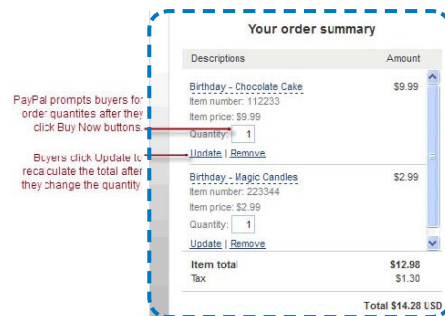 Your order summary
Descriptions Amount
Birthday - Chocolate Cake $9.99
Item number: 112233
Item price: $9.99
Quantity: 1
Update | Remove
PayPal prompts buyers for
order quantites after they
click Buy Now buttons.
Buyers click Update to
recalculate the total after
they change the quantity
Birthday - Magic Candles $2.99
Item number: 223344
Item price: $2.99
Quantity: 1
Update | Remove
Item total $12.98
Tax $1.30
Total $14.28 USD